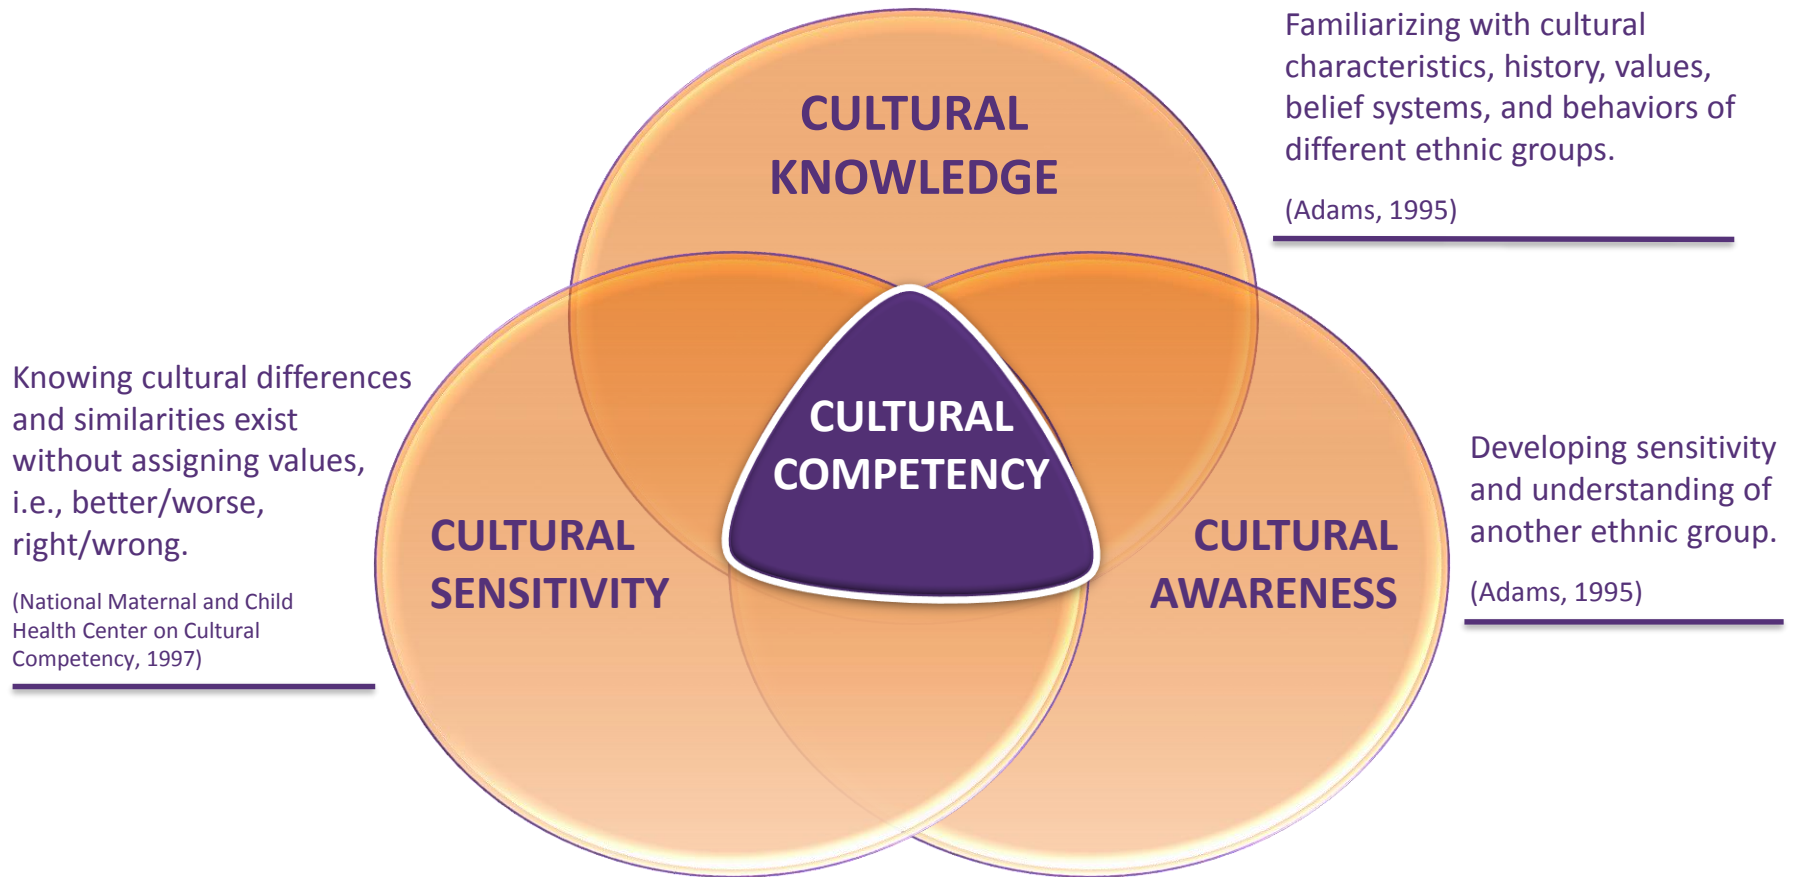 CULTURAL
KNOWLEDGE
Familiarizing with cultural
characteristics, history, values,
belief systems, and behaviors of
different ethnic groups.
(Adams, 1995)
CULTURAL
COMPETENCY
Knowing cultural differences
and similarities exist
without assigning values,
i.e., better/worse,
right/wrong.
(National Maternal and Child
Health Center on Cultural
Competency, 1997)
CULTURAL
SENSITIVITY
CULTURAL
AWARENESS
Developing sensitivity
and understanding of
another ethnic group.
(Adams, 1995)